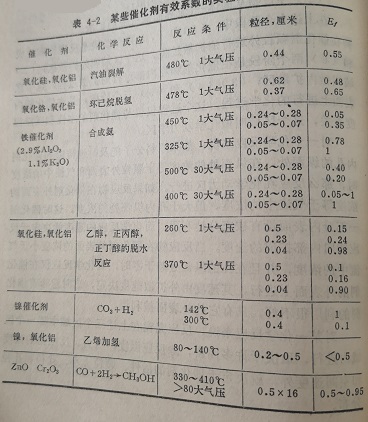 表 4-2 某些催化剂有效系数的实
催化剂 化学反应 反应条件 粒径,厘米 Ef
氧化硅,氧化铝 汽油裂解 480℃ 1大气压 0.44 0.55
氧化铬,氧化铝 环己烷脱氢 478℃ 1大气压 0.62 0.48
0.37 0.65
铁催化剂 合成氨 450℃ 1大气压 0.24~0.28 0.05
(2.9%Al₂O₃ 0.05~0.07 0.35
1.1%K₂O) 325℃ 1大气压 0.24~0.28 0.78
0.05~0.07 1
500℃ 30大气压 0.24~0.28 0.40
0.05~0.07 0.20
400℃ 30大气压 0.24~0.28 0.05~1
0.05~0.07 1
氧化硅,氧化铝 乙醇,正丙醇, 260℃ 1大气压 0.5 0.15
正丁醇的脱水 0.23 0.24
反应 0.04 0.98
370℃ 1大气压 0.5 0.1
0.23 0.16
0.04 0.90
镍催化剂 CO₂+H₂ 142℃ 0.4 1
300℃ 0.4 0.1
镍,氧化铝 乙烯加氢 80~140℃ 0.2~0.5 <0.5
ZnO Cr₂O₃ CO+2H₂→CH₃OH 330~410℃ 0.5×16 0.5~0.95
>80大气压